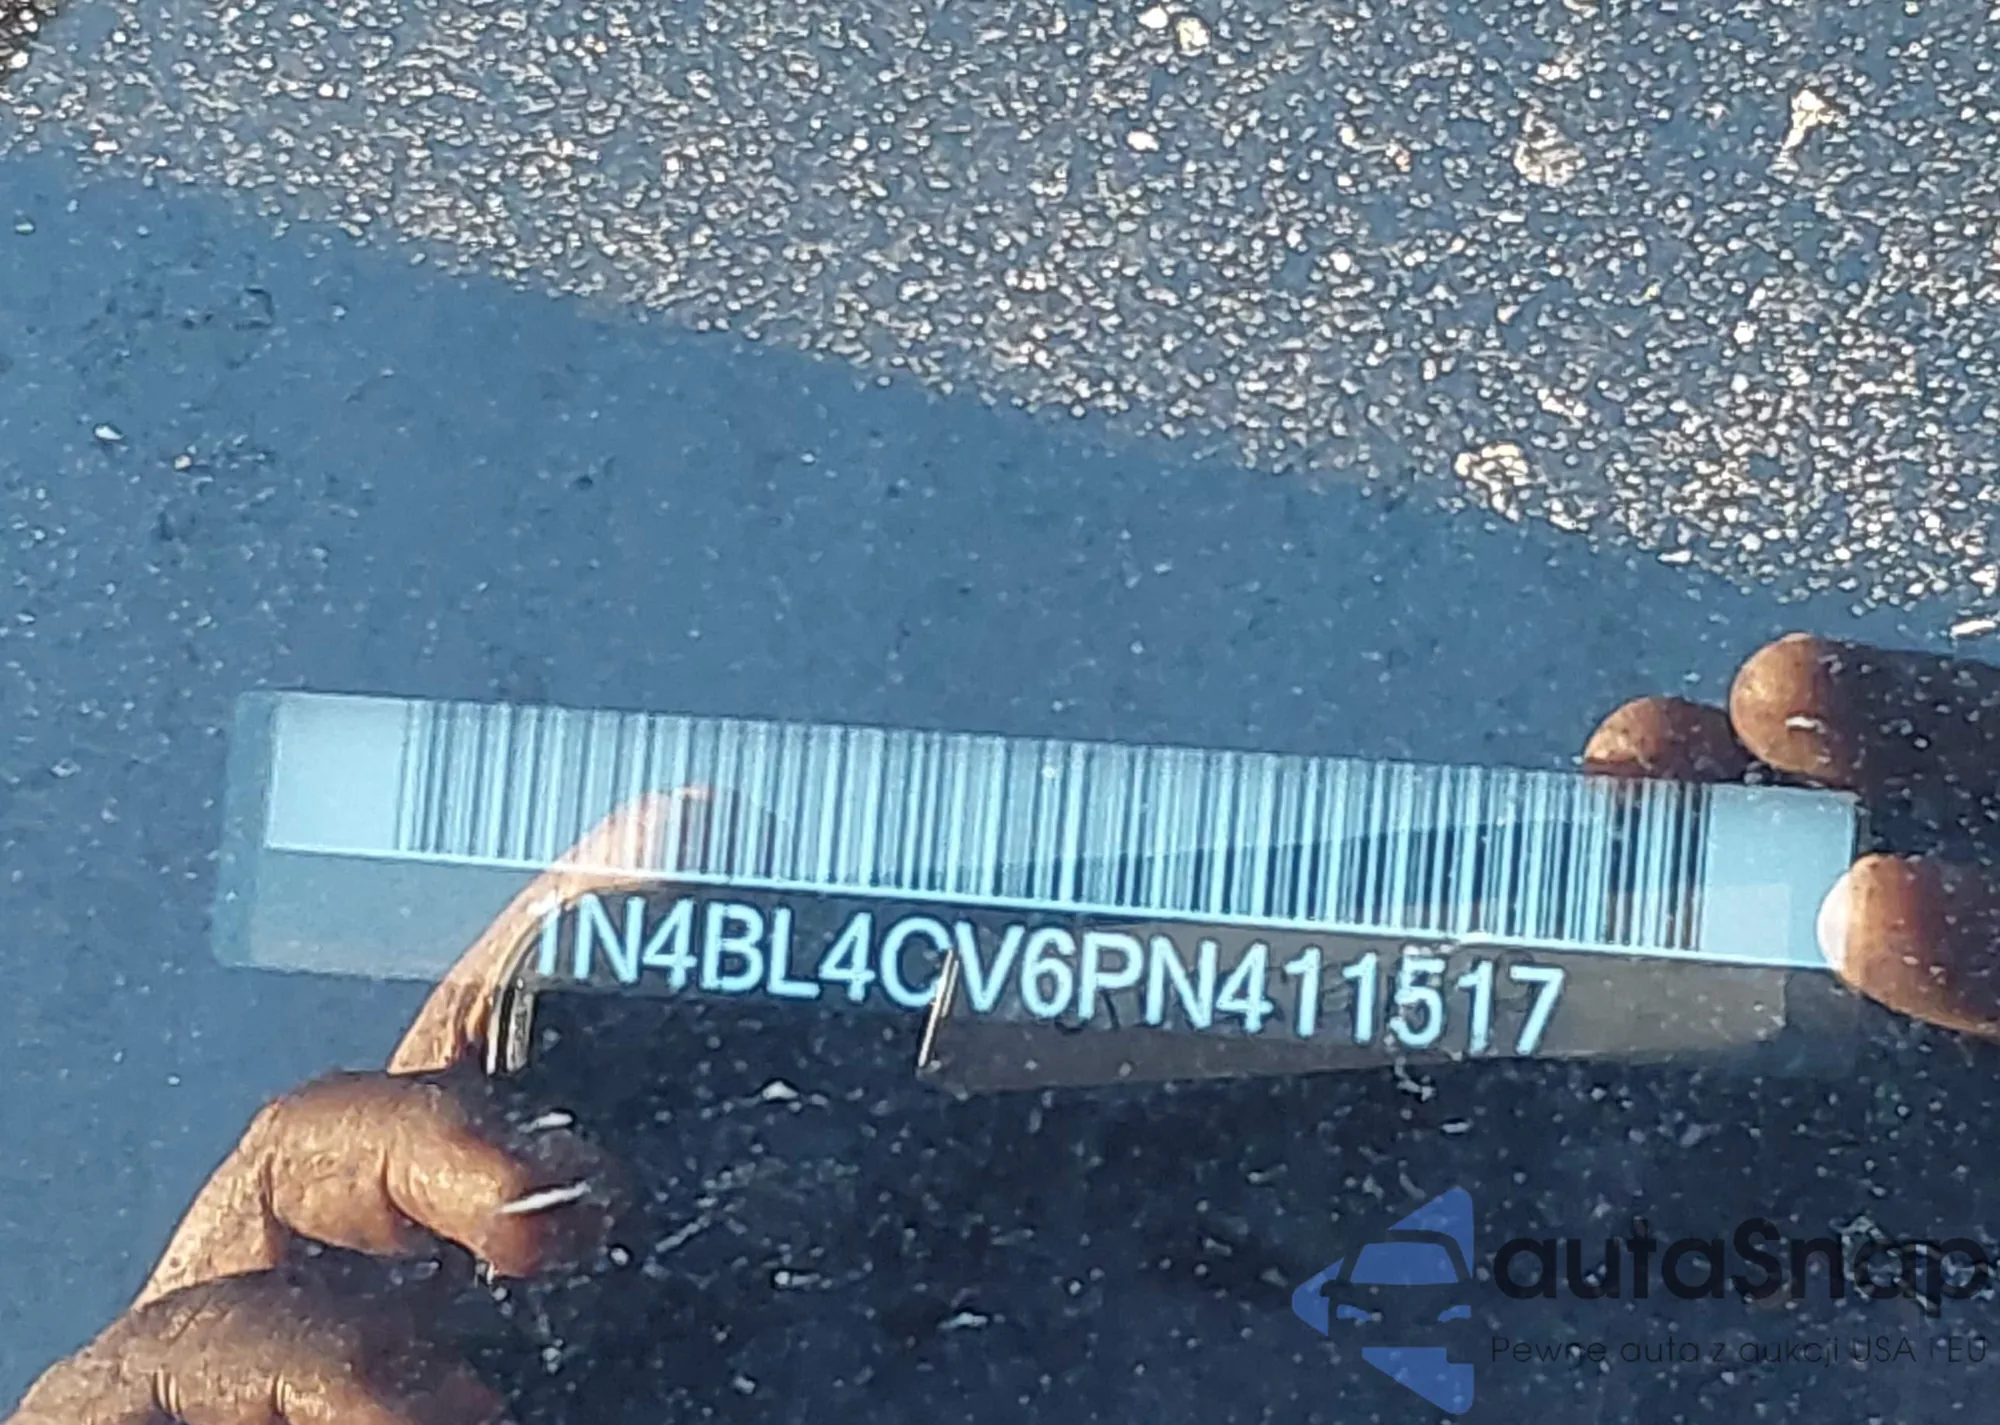 1N4BL4CV6PN411517
autaSnap
Pewne auta z aukcji USA i EU